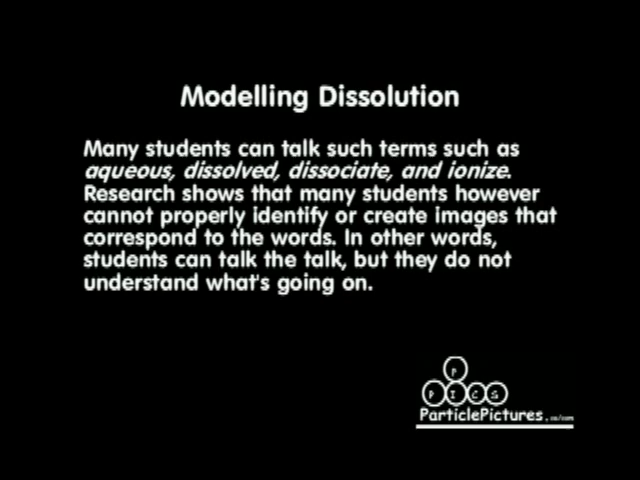 Modelling Dissolution
Many students can talk such terms such as
aqueous, dissolved, dissociate, and ionize.
Research shows that many students however
cannot properly identify or create images that
correspond to the words. In other words,
students can talk the talk, but they do not
understand what's going on.
P
P I C S
ParticlePictures